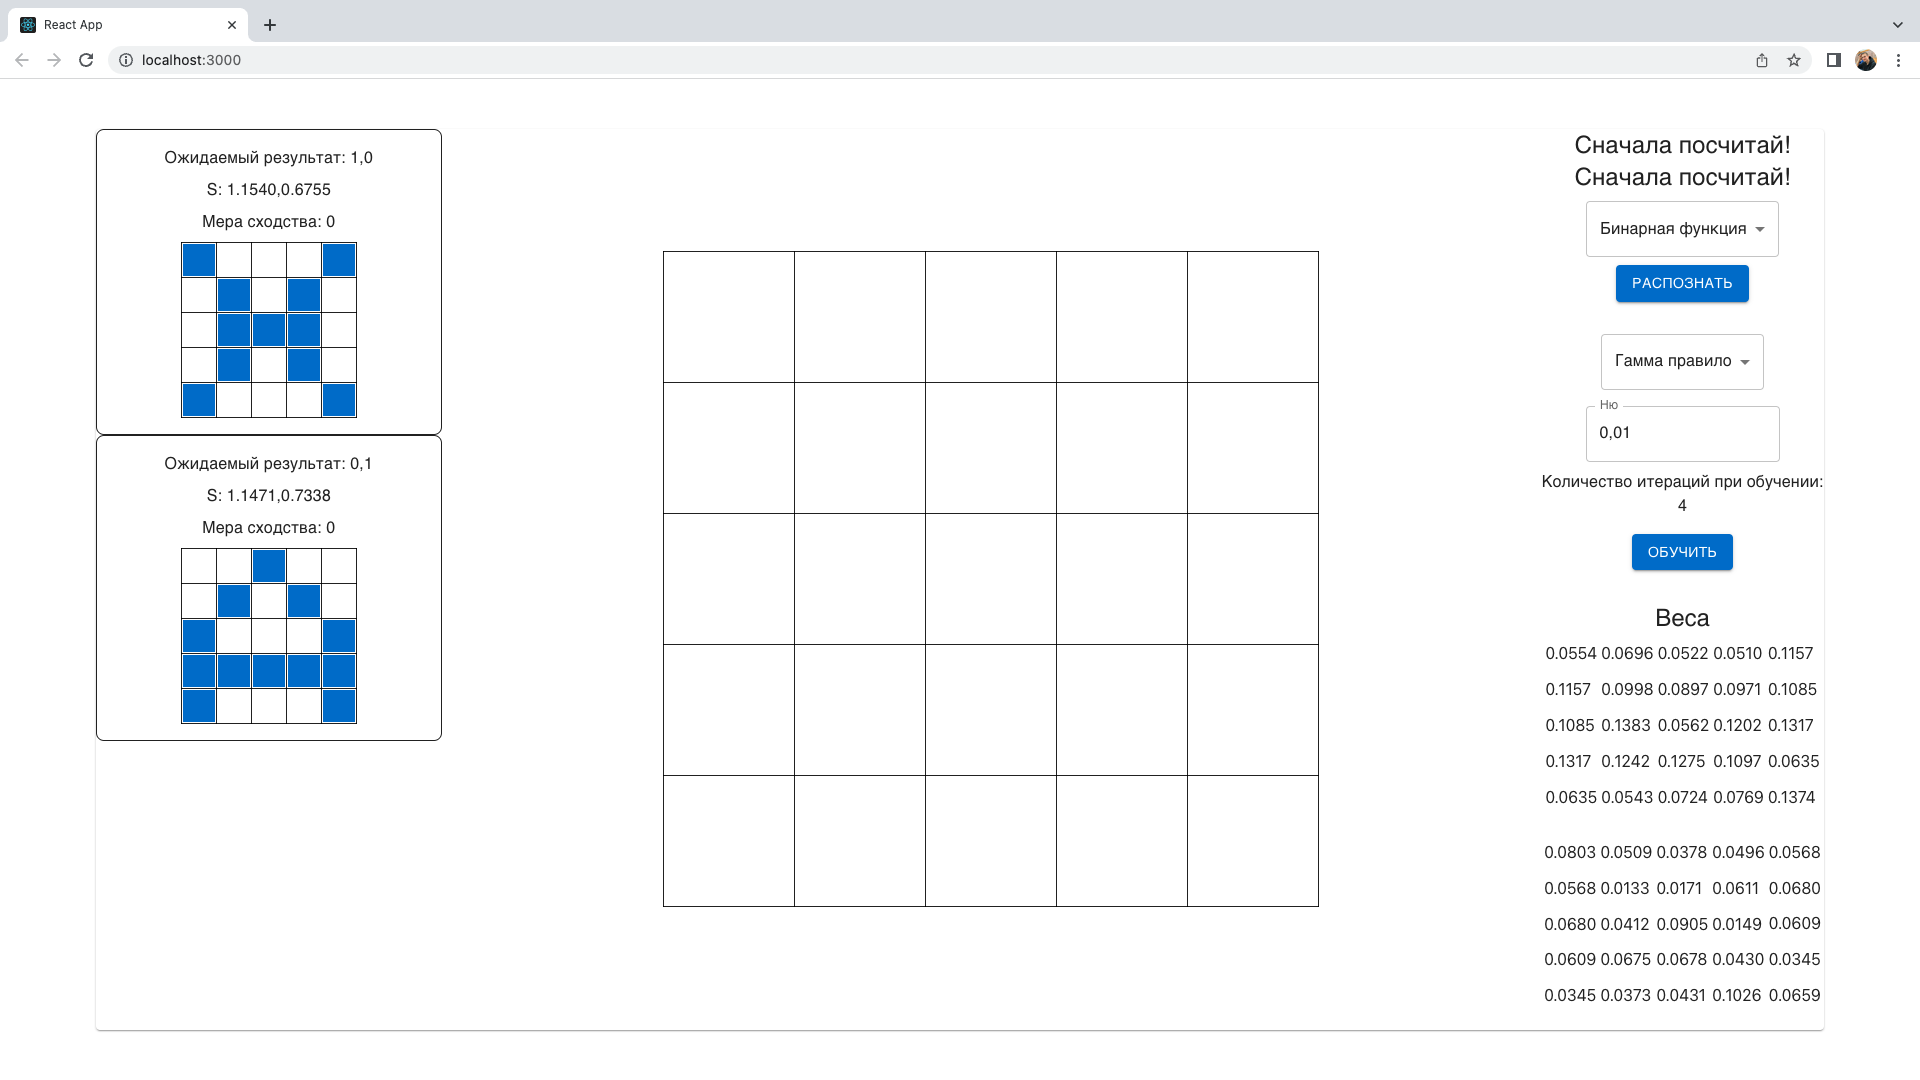 React App
localhost:3000
Ожидаемый результат: 1,0
S: 1.1540,0.6755
Мера сходства: 0
Ожидаемый результат: 0,1
S: 1.1471,0.7338
Мера сходства: 0
Сначала посчитай!
Сначала посчитай!
Бинарная функция
РАСПОЗНАТЬ
Гамма правило
Ню
0,01
Количество итераций при обучении:
4
ОБУЧИТЬ
Веса
0.0554 0.0696 0.0522 0.0510 0.1157
0.1157 0.0998 0.0897 0.0971 0.1085
0.1085 0.1383 0.0562 0.1202 0.1317
0.1317 0.1242 0.1275 0.1097 0.0635
0.0635 0.0543 0.0724 0.0769 0.1374
0.0803 0.0509 0.0378 0.0496 0.0568
0.0568 0.0133 0.0171 0.0611 0.0680
0.0680 0.0412 0.0905 0.0149 0.0609
0.0609 0.0675 0.0678 0.0430 0.0345
0.0345 0.0373 0.0431 0.1026 0.0659